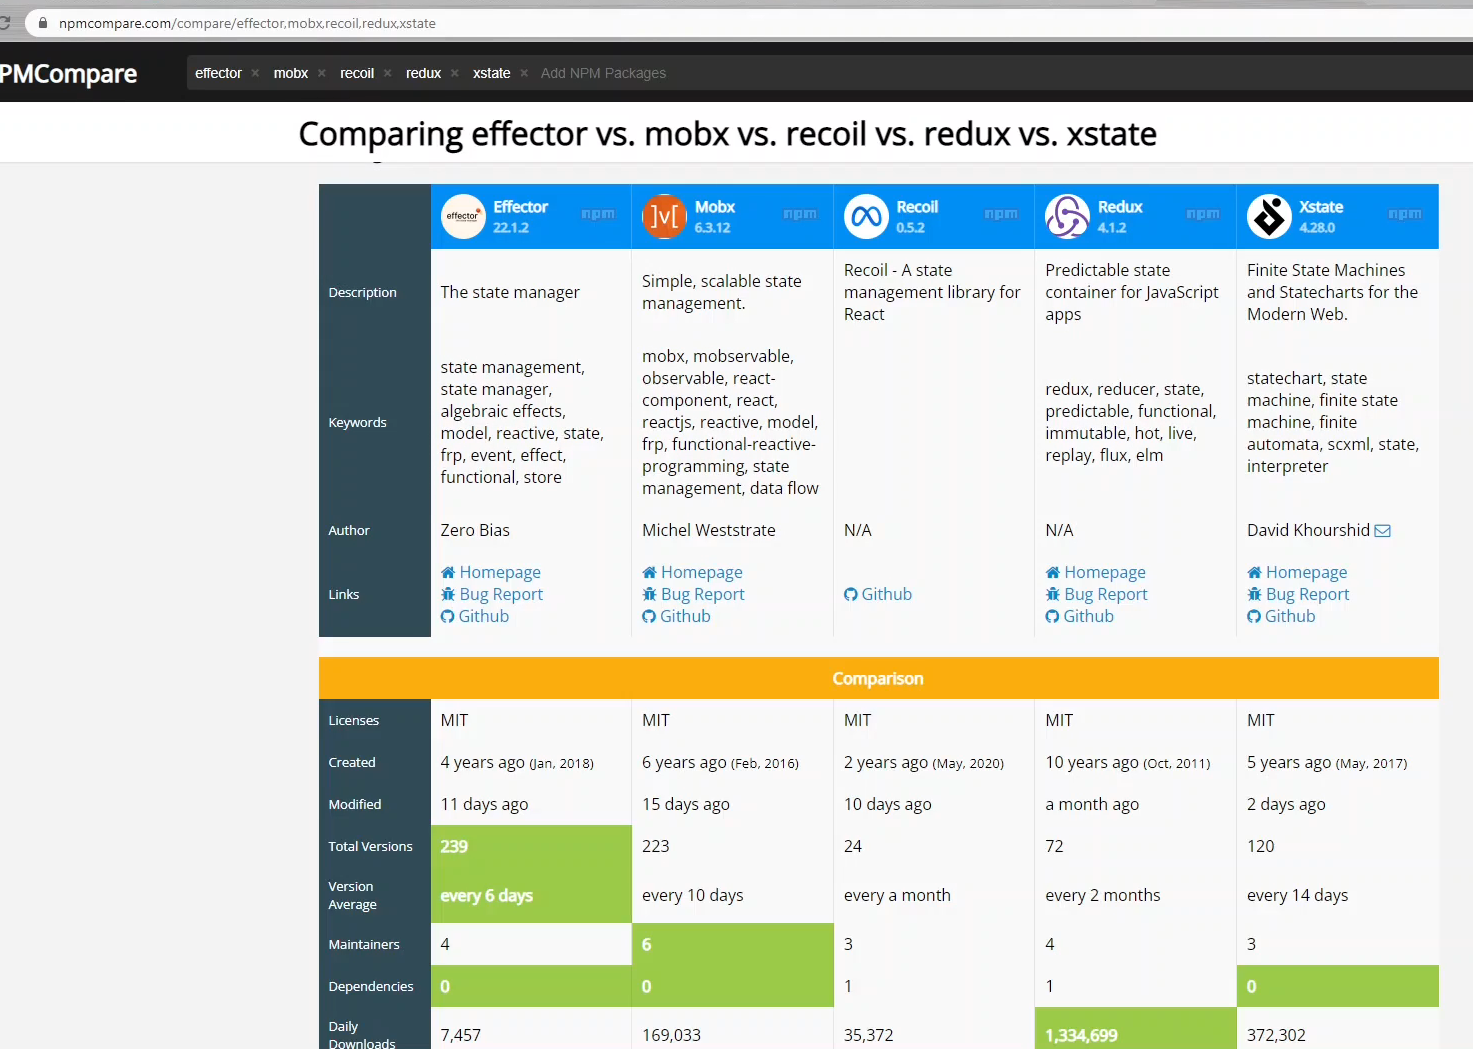 npmcompare.com/compare/effector,mobx,recoil,redux,xstate
PMCompare
effector × mobx × recoil × redux × xstate × Add NPM Packages
Comparing effector vs. mobx vs. recoil vs. redux vs. xstate
effector
Effector
22.1.2
npm
Mobx
6.3.12
npm
Recoil
0.5.2
npm
Redux
4.1.2
npm
Xstate
4.28.0
npm
Description
The state manager
Simple, scalable state
management.
Recoil - A state
management library for
React
Predictable state
container for JavaScript
apps
Finite State Machines
and Statecharts for the
Modern Web.
Keywords
state management,
state manager,
algebraic effects,
model, reactive, state,
frp, event, effect,
functional, store
mobx, mobservable,
observable, react-
component, react,
reactjs, reactive, model,
frp, functional-reactive-
programming, state
management, data flow
redux, reducer, state,
predictable, functional,
immutable, hot, live,
replay, flux, elm
statechart, state
machine, finite state
machine, finite
automata, scxml, state,
interpreter
Author
Zero Bias
Michel Weststrate
N/A
N/A
David Khourshid
Links
Homepage
Bug Report
Github
Homepage
Bug Report
Github
Github
Homepage
Bug Report
Github
Homepage
Bug Report
Github
Comparison
Licenses
MIT
MIT
MIT
MIT
MIT
Created
4 years ago (Jan, 2018)
6 years ago (Feb, 2016)
2 years ago (May, 2020)
10 years ago (Oct, 2011)
5 years ago (May, 2017)
Modified
11 days ago
15 days ago
10 days ago
a month ago
2 days ago
Total Versions
239
223
24
72
120
Version
Average
every 6 days
every 10 days
every a month
every 2 months
every 14 days
Maintainers
4
6
3
4
3
Dependencies
0
0
1
1
0
Daily
Downloads
7,457
169,033
35,372
1,334,699
372,302